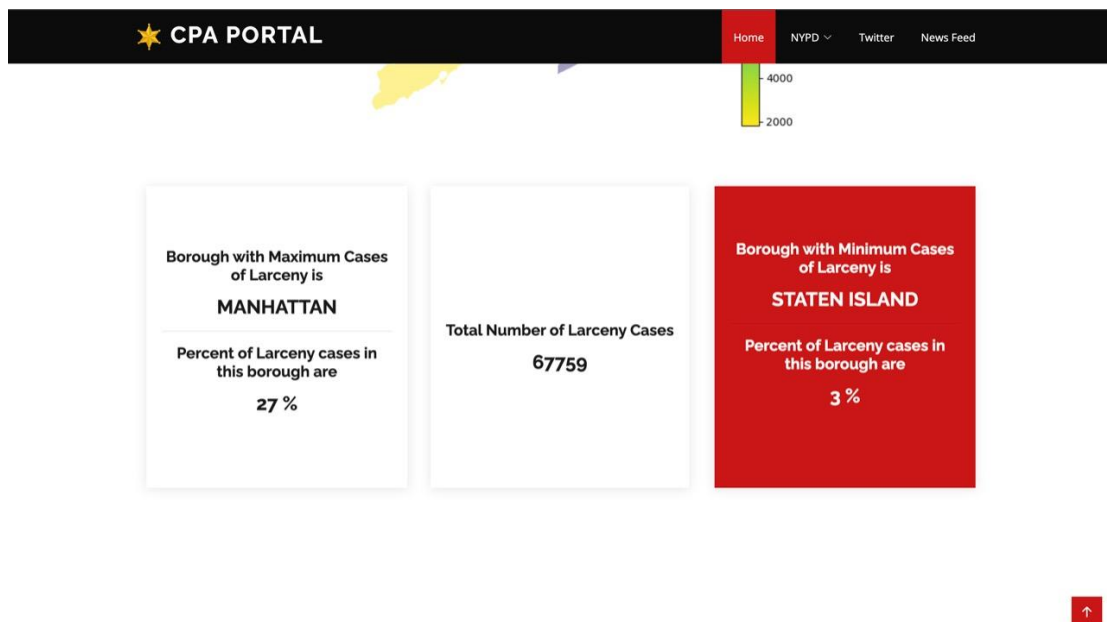 CPA PORTAL
Home
NYPD
Twitter
News Feed
4000
2000
Borough with Maximum Cases
of Larceny is
MANHATTAN
Percent of Larceny cases in
this borough are
27 %
Total Number of Larceny Cases
67759
Borough with Minimum Cases
of Larceny is
STATEN ISLAND
Percent of Larceny cases in
this borough are
3 %